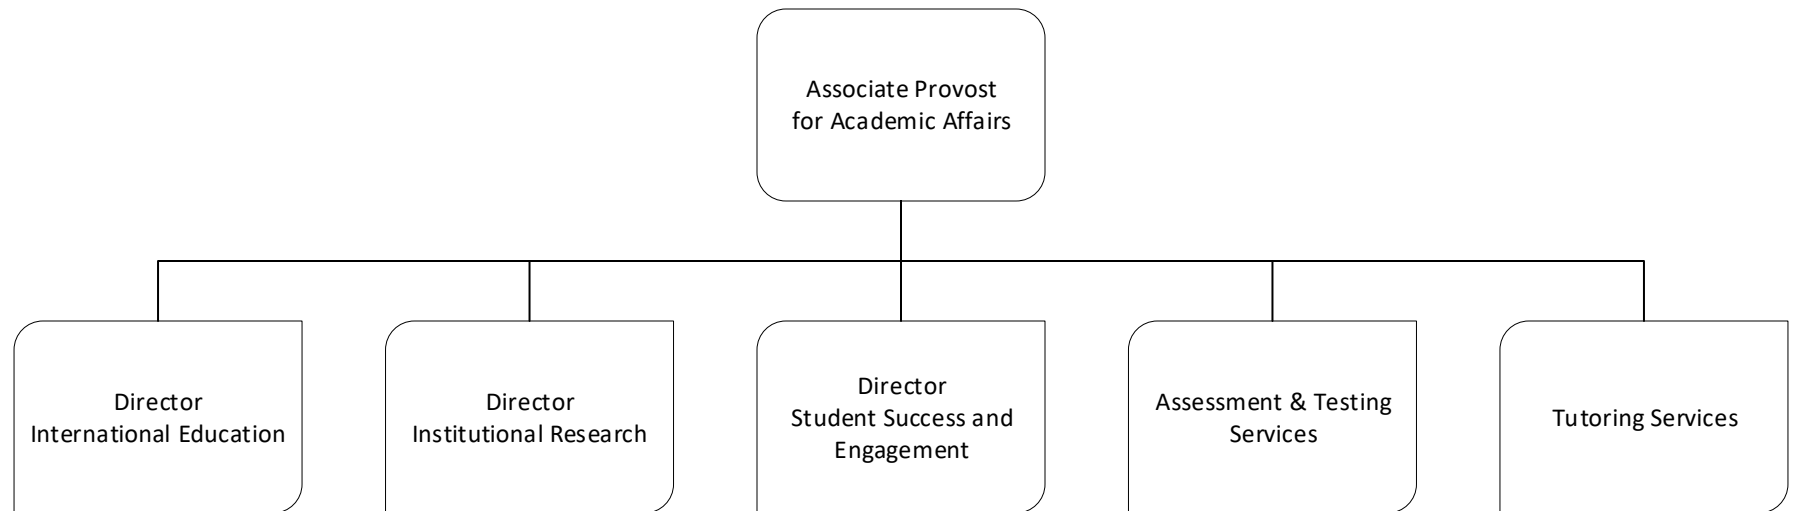 Associate Provost
for Academic Affairs
Director
International Education
Director
Institutional Research
Director
Student Success and
Engagement
Assessment & Testing
Services
Tutoring Services